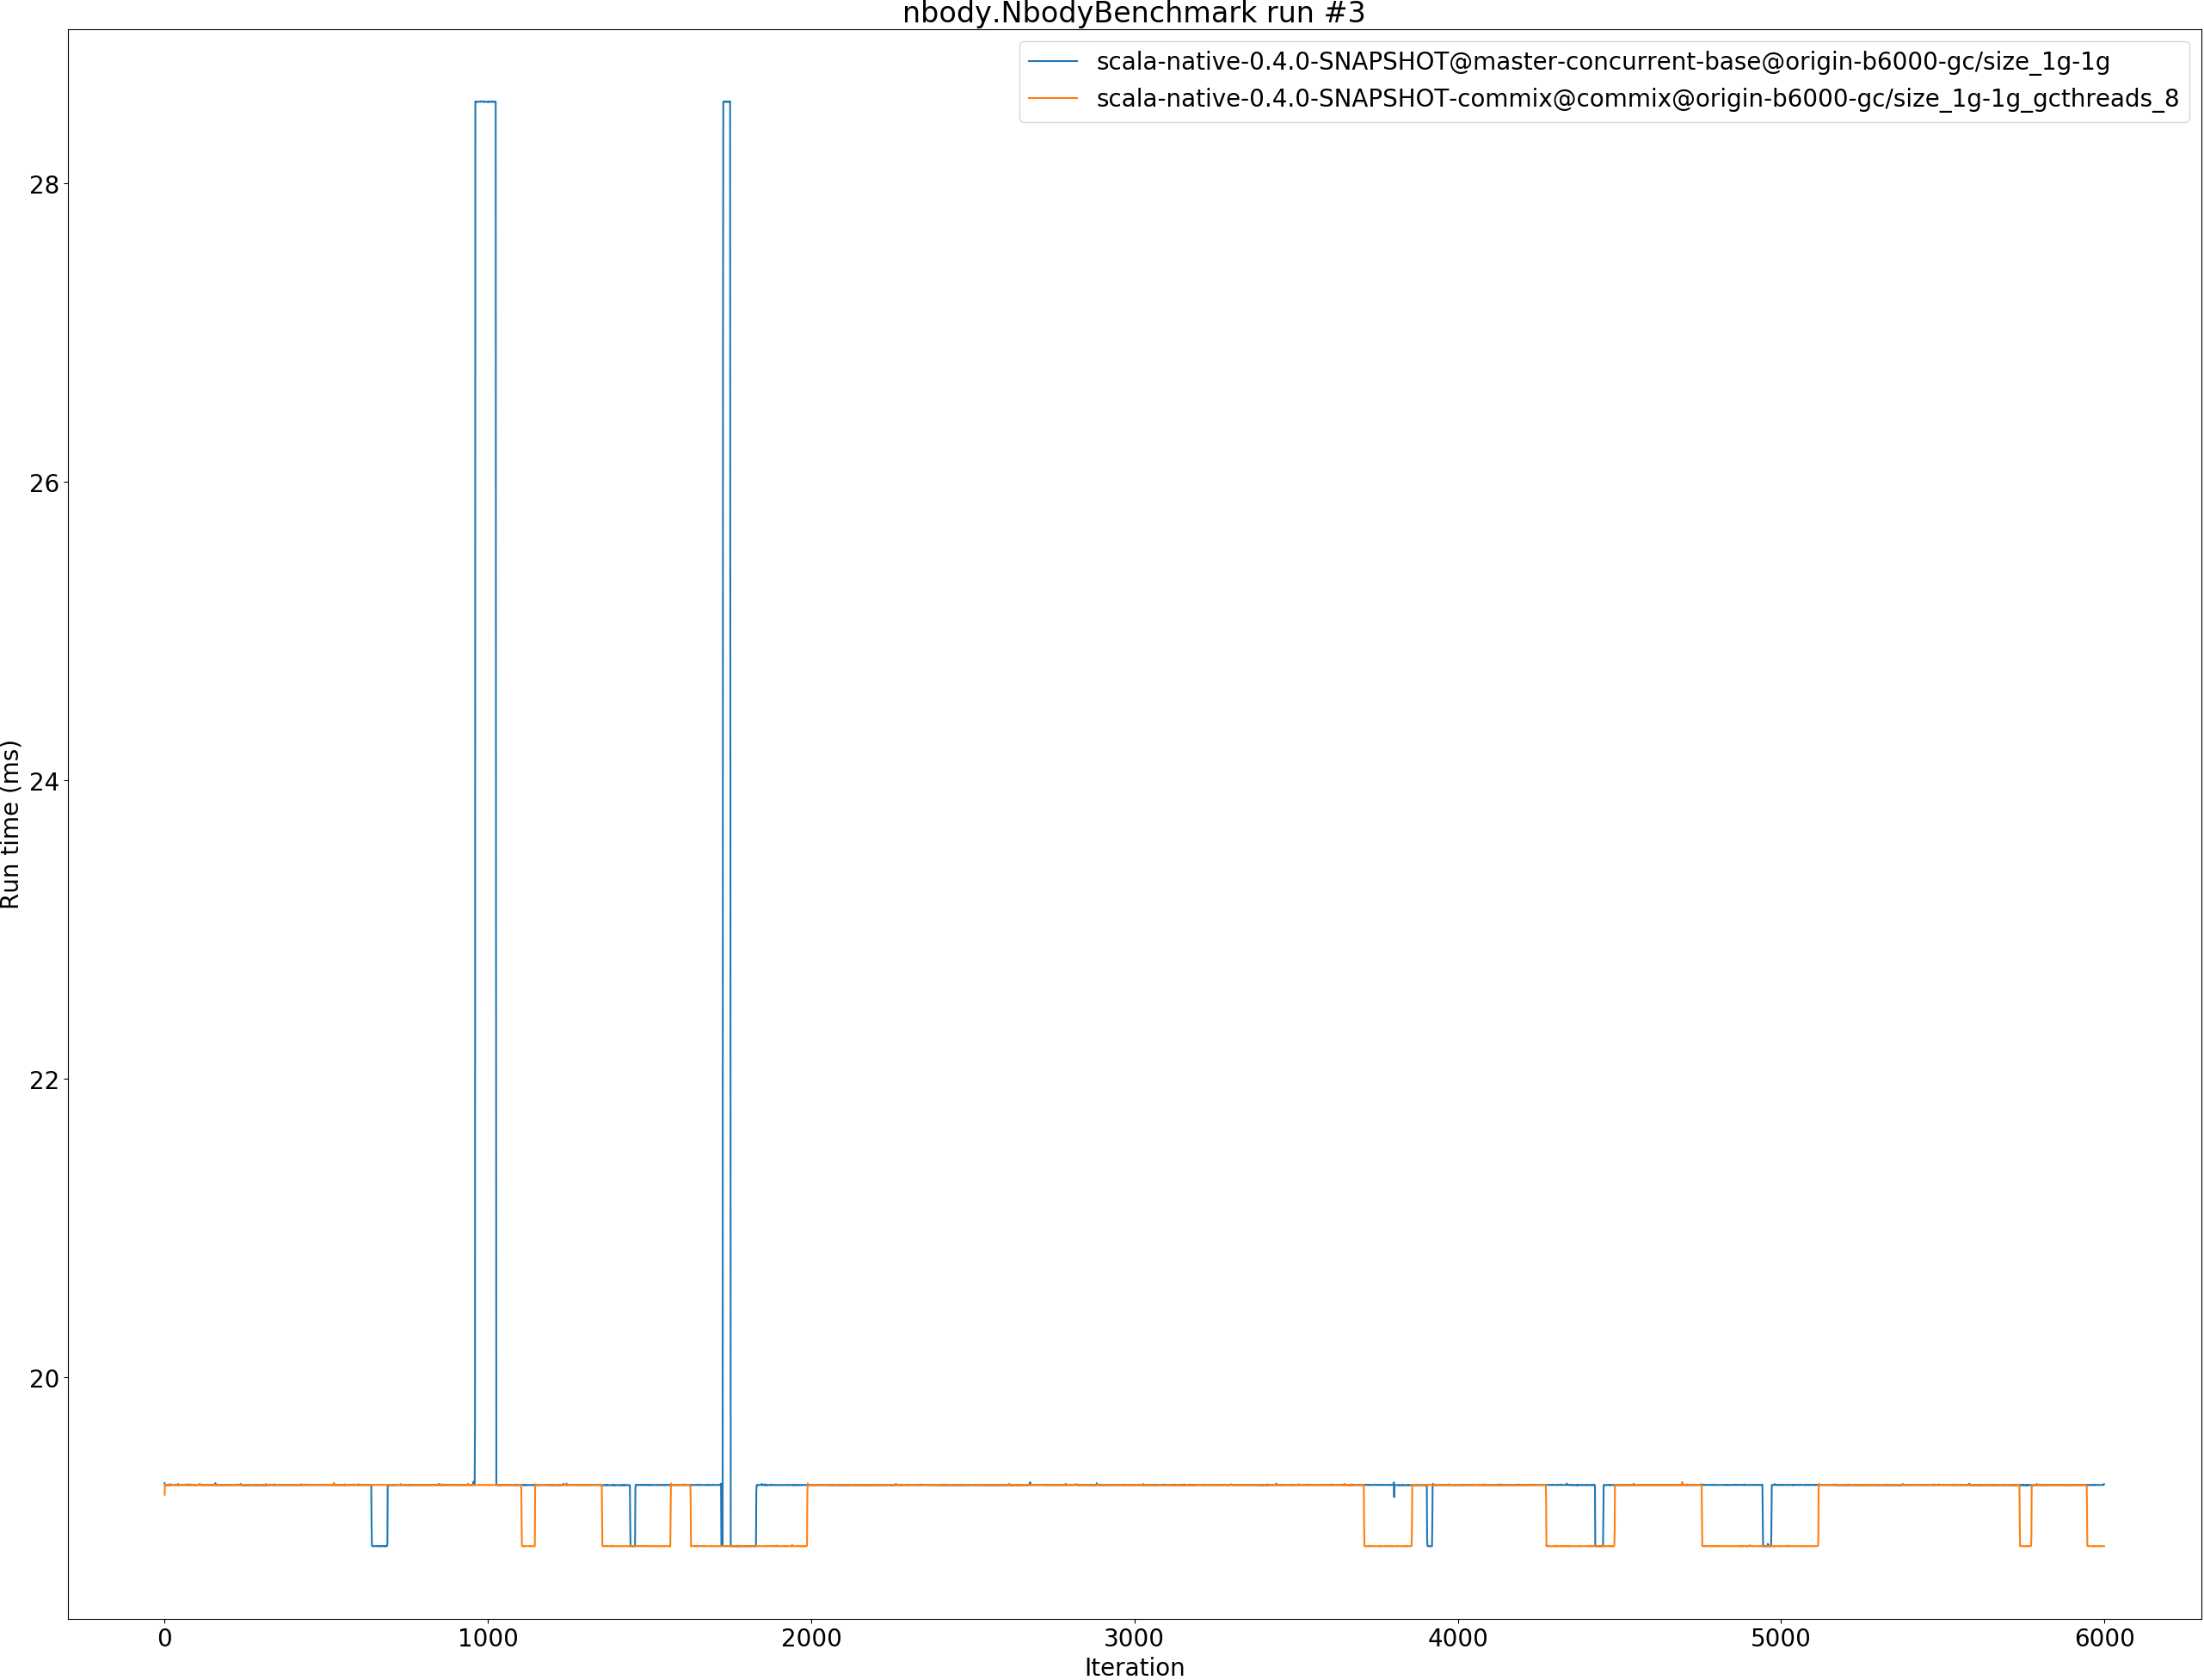 nbody.NbodyBenchmark run #3
scala-native-0.4.0-SNAPSHOT@master-concurrent-base@origin-b6000-gc/size_1g-1g
scala-native-0.4.0-SNAPSHOT-commix@commix@origin-b6000-gc/size_1g-1g_gcthreads_8
28
26
24
22
20
Run time (ms)
0 1000 2000 3000 4000 5000 6000
Iteration